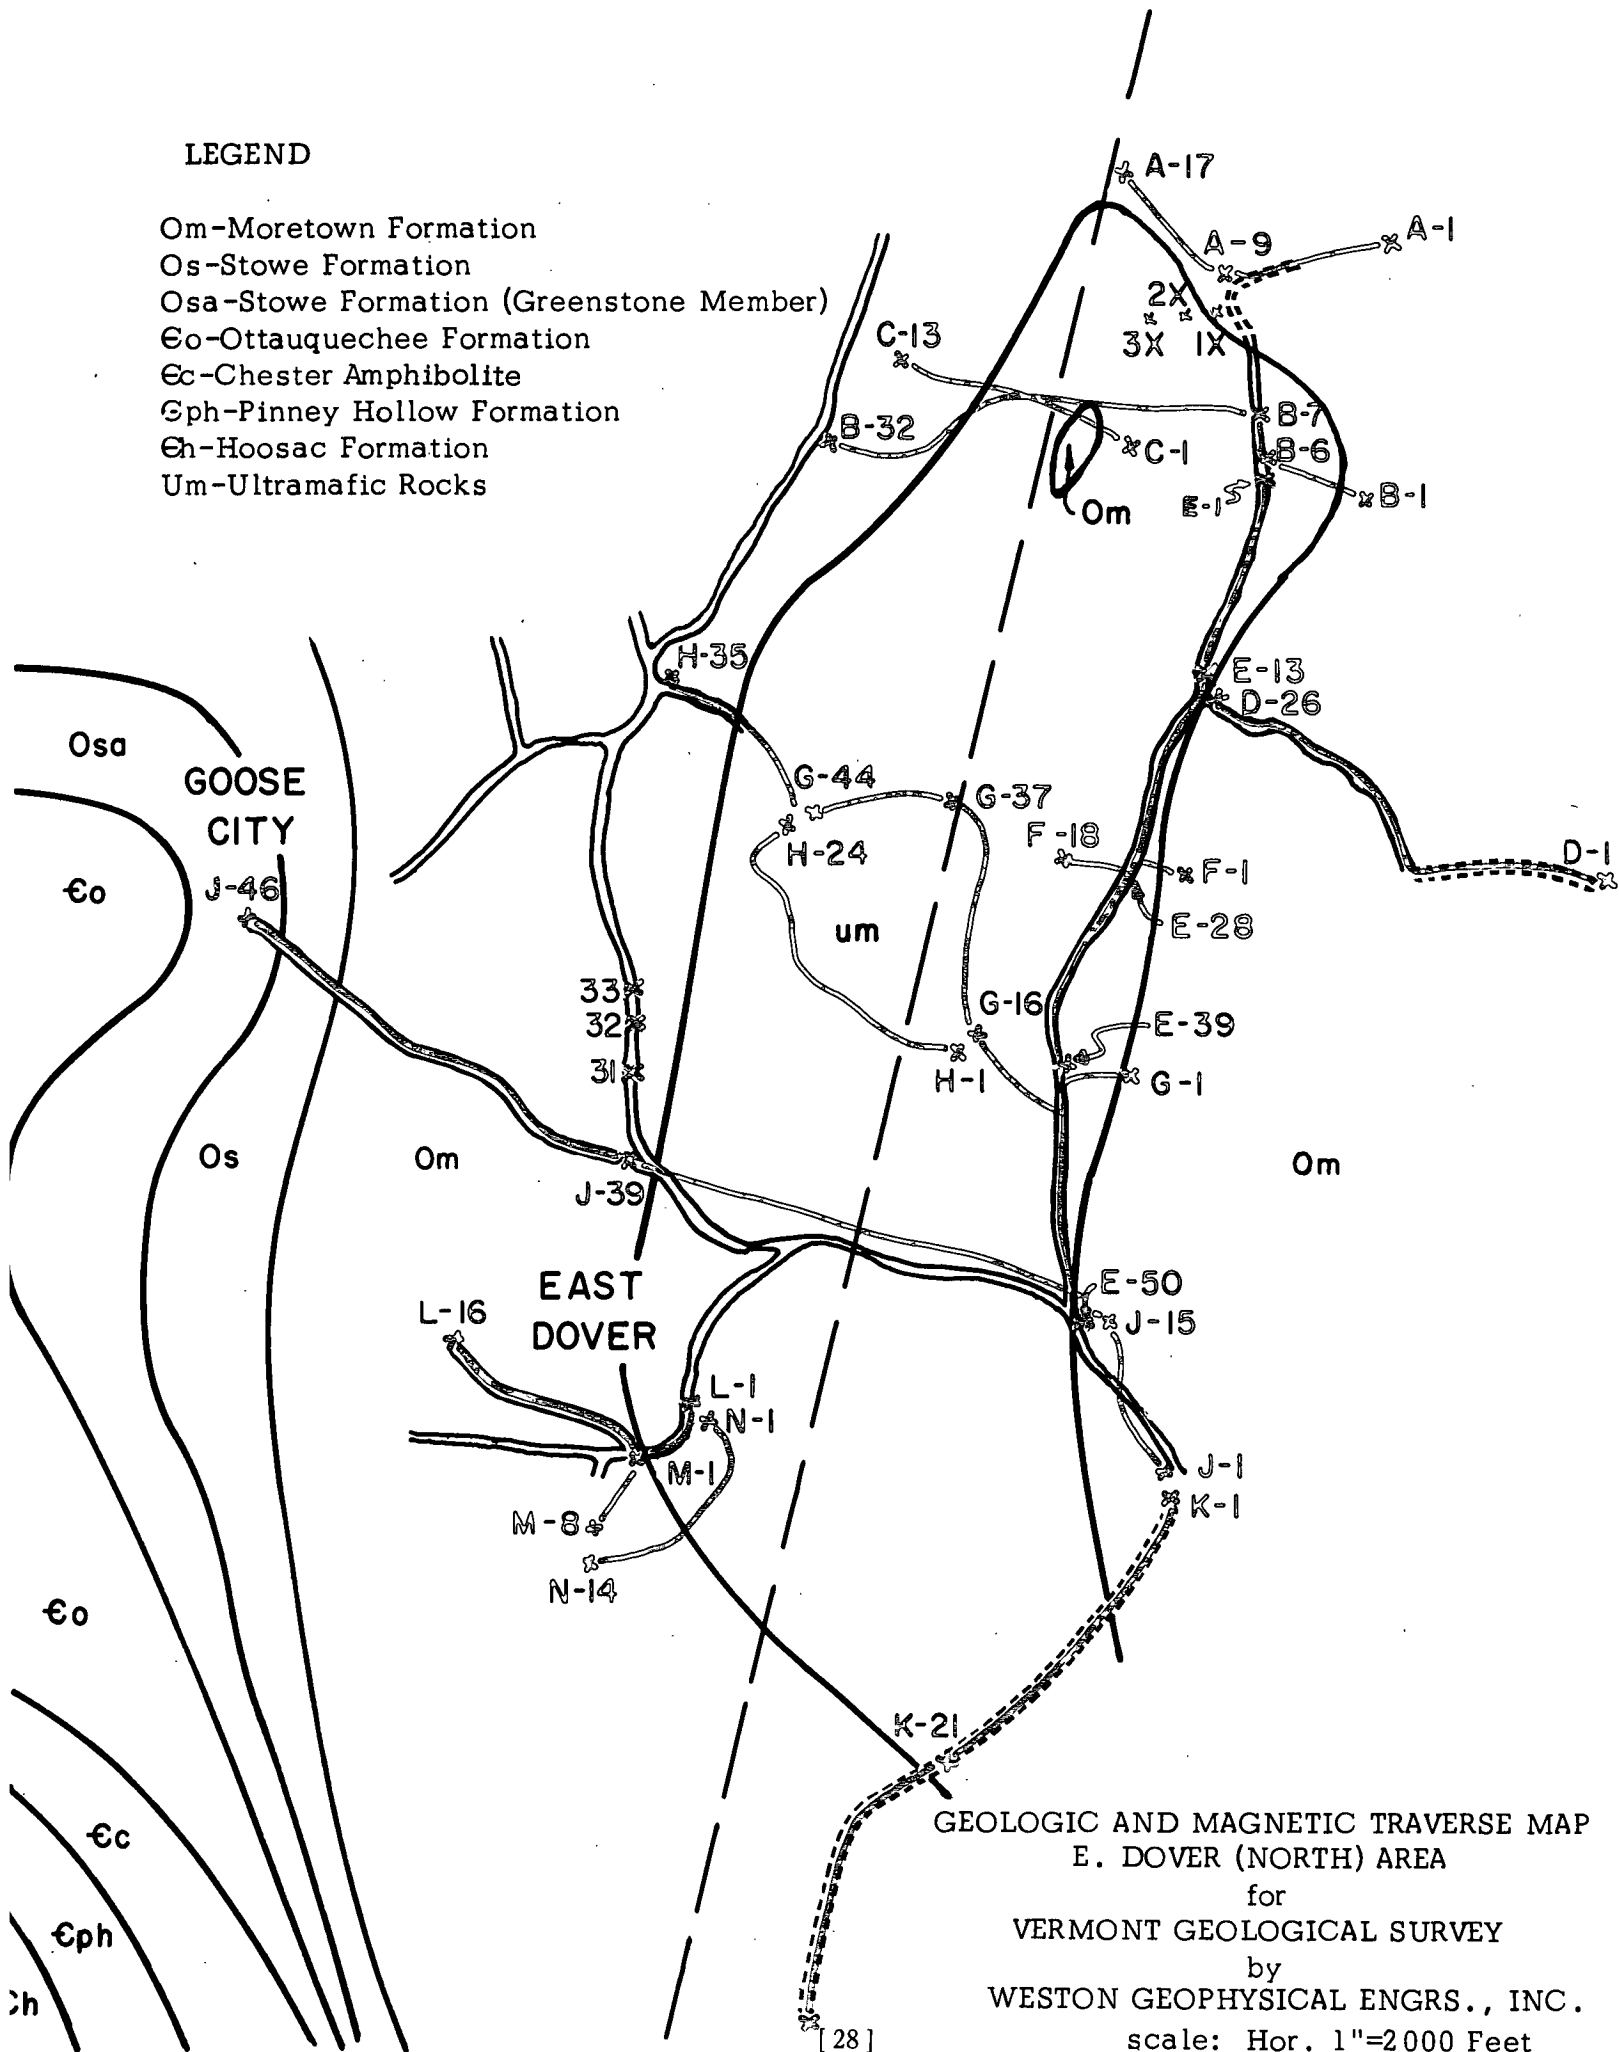 LEGEND
Om-Moretown Formation
Os-Stowe Formation
Osa-Stowe Formation (Greenstone Member)
Єo-Ottauquechee Formation
Єc-Chester Amphibolite
Єph-Pinney Hollow Formation
Єh-Hoosac Formation
Um-Ultramafic Rocks
A-17
A-9
A-1
2X
3X
1X
C-13
B-32
B-7
C-1
B-6
E-1
B-1
Om
H-35
E-13
D-26
Osa
GOOSE
CITY
G-44
G-37
F-18
H-24
F-1
D-1
Єo
J-46
um
E-28
33
32
31
G-16
E-39
H-1
G-1
Os
Om
Om
J-39
EAST
DOVER
E-50
J-15
L-16
L-1
N-1
M-1
J-1
K-1
M-8
N-14
Єo
K-21
Єc
Єph
Єh
GEOLOGIC AND MAGNETIC TRAVERSE MAP
E. DOVER (NORTH) AREA
for
VERMONT GEOLOGICAL SURVEY
by
WESTON GEOPHYSICAL ENGRS., INC.
scale: Hor. 1"=2000 Feet
[28]